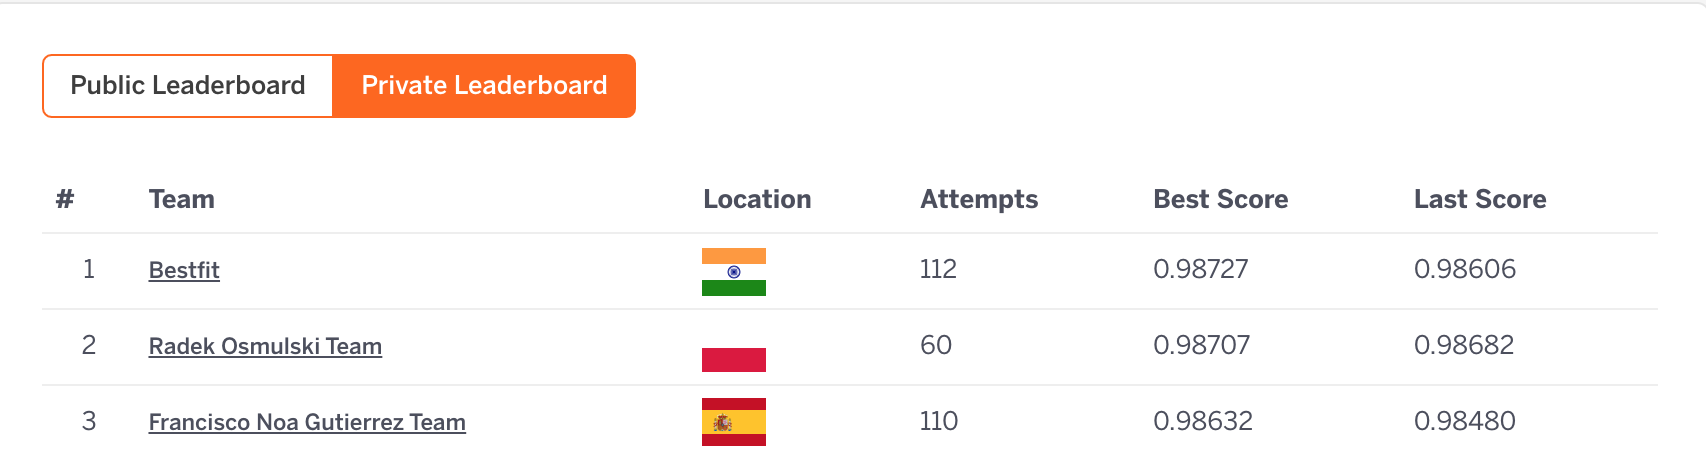 Public Leaderboard Private Leaderboard
# Team Location Attempts Best Score Last Score
1 Bestfit 112 0.98727 0.98606
2 Radek Osmulski Team 60 0.98707 0.98682
3 Francisco Noa Gutierrez Team 110 0.98632 0.98480